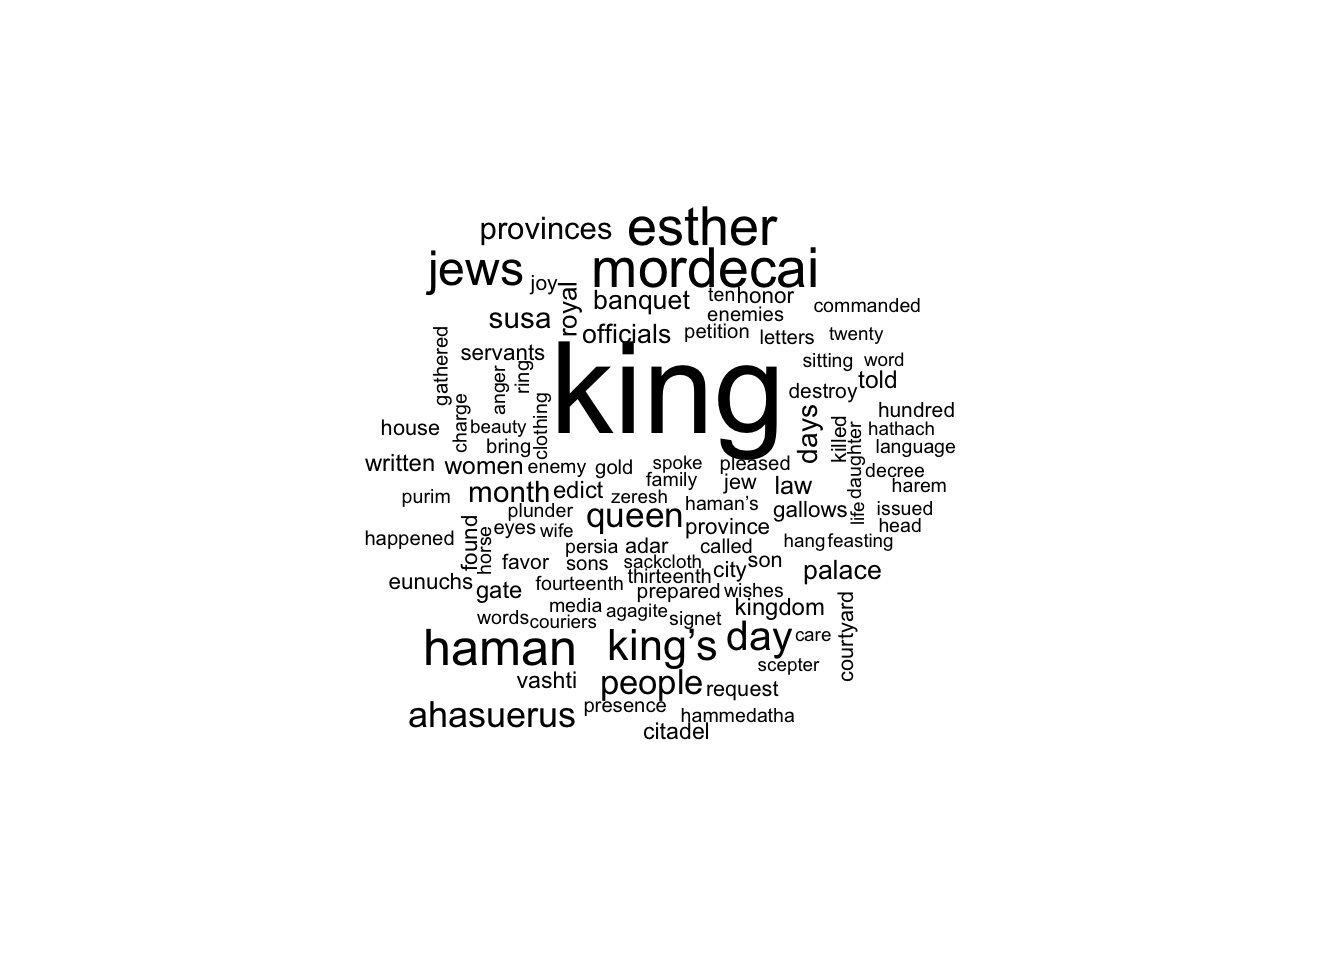 provinces esther
jews joy mordecai
royal banquet ten honor commanded
enemies
susa officials petition letters twenty
gathered servants king sitting word
anger ring destroy told
charge clothing days hundred
house beauty killed daughter hathach
bring language
written women enemy gold spoke pleased decree
family
purim month edict zeresh jew law harem
plunder queen haman’s gallows life issued
happened found horse eyes wife province head
persia adar called hang feasting
favor sons sackcloth city son palace
eunuchs gate fourteenth thirteenth prepared wishes
media agagite kingdom courtyard
words couriers signet
haman king’s day care
scepter
vashti people request
ahasuerus presence hammedatha
citadel